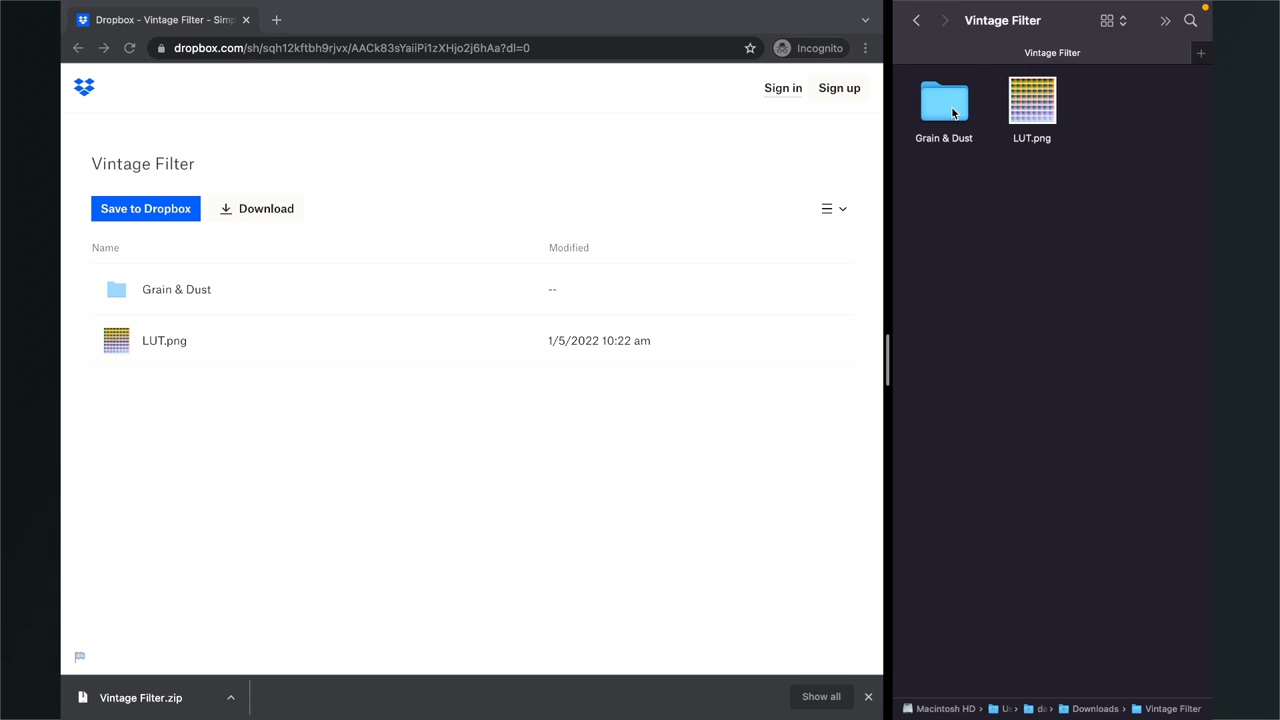 Dropbox - Vintage Filter - Simp
dropbox.com/sh/sqh12kftbh9rjvx/AACk83sYaiiPi1zXHjo2j6hAa?dl=0
Incognito
Sign in
Sign up
Vintage Filter
Save to Dropbox
Download
Name
Modified
Grain & Dust
--
LUT.png
1/5/2022 10:22 am
Vintage Filter.zip
Show all
Vintage Filter
Vintage Filter
Grain & Dust
LUT.png
Macintosh HD › U › da › Downloads › Vintage Filter